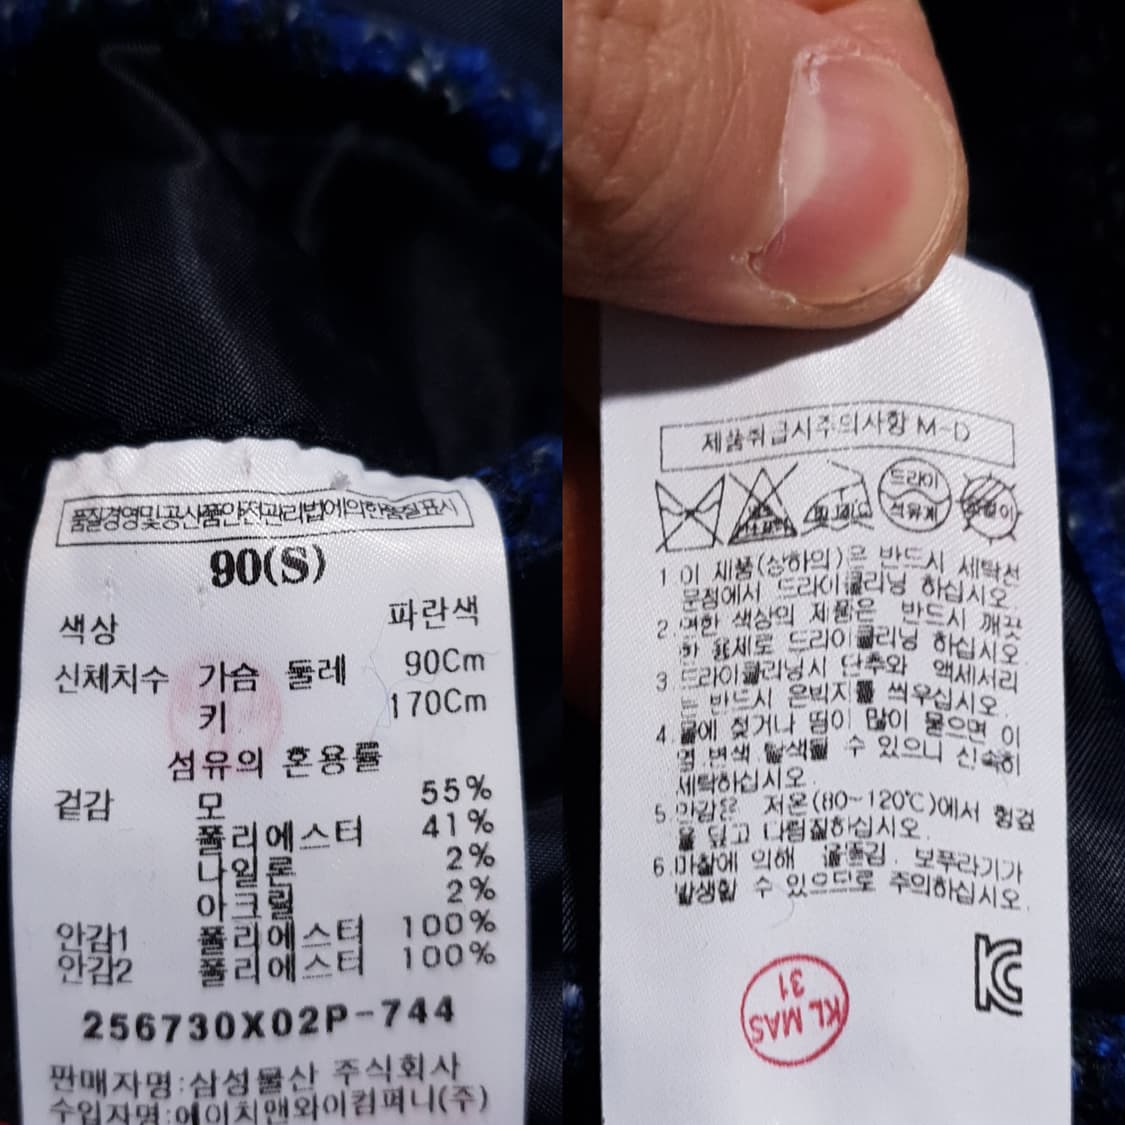 품질경영및공산품안전관리법에의한품질표시
90(S)
색상 파란색
신체치수 가슴 둘레 90Cm
키 170Cm
섬유의 혼용률
겉감 모 55%
폴리에스터 41%
나일론 2%
아크릴 2%
안감1 폴리에스터 100%
안감2 폴리에스터 100%
256730X02P-744
판매자명:삼성물산 주식회사
수입자명:에이치앤와이컴퍼니(주)
제품취급시주의사항 M-D
드라이
석유계
1 이 제품(상하의)은 반드시 세탁선
문점에서 드라이클리닝 하십시오.
2. 연한 색상의 제품은 반드시 깨끗
한 용제로 드라이클리닝 하십시오
3. 드라이클리닝시 단추와 액세서리
는 반드시 은박지를 씌우십시오.
4. 물에 젖거나 땀이 많이 묻으면 이
염 변색 탈색될 수 있으니 신속히
세탁하십시오.
5. 안감은 저온(80~120℃)에서 헝겊
을 덮고 다림질하십시오.
6.마찰에 의해 올뜯김. 보푸라기가
발생할 수 있으므로 주의하십시오.
KC
KL MAS
31